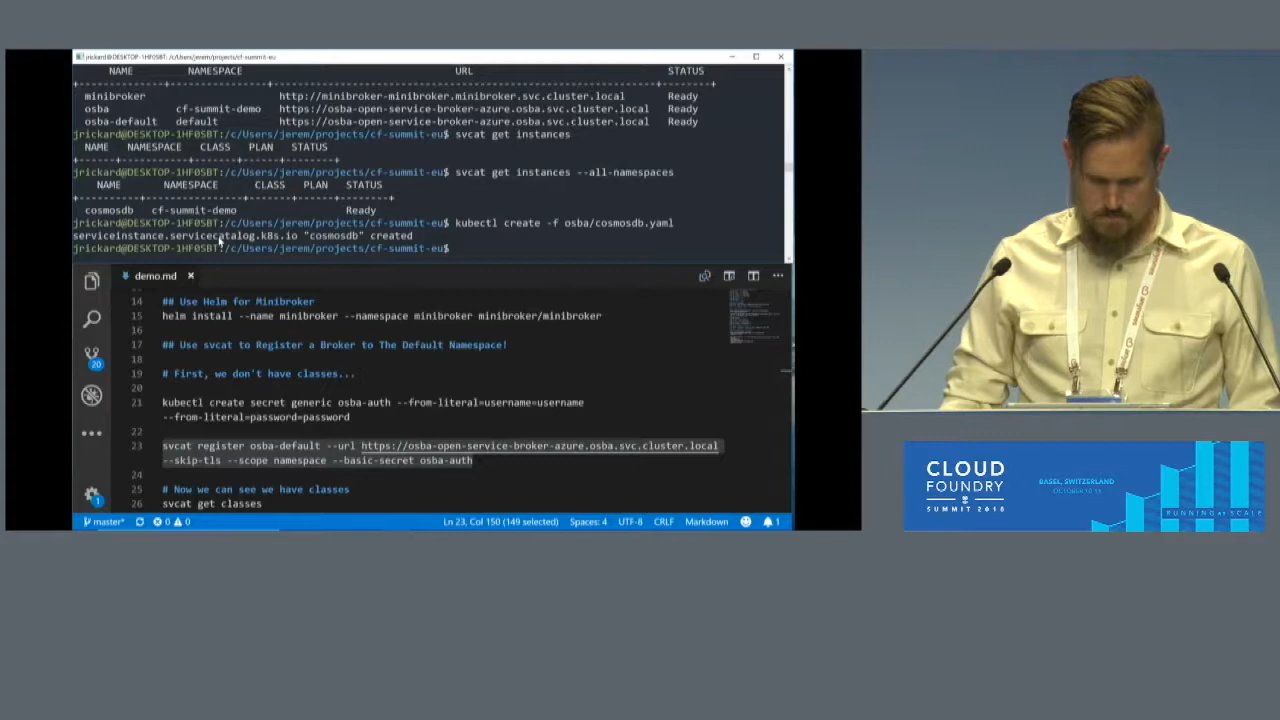 jrickard@DESKTOP-1HF0SBT: /c/Users/jerem/projects/cf-summit-eu
NAME NAMESPACE URL STATUS
minibroker http://minibroker-minibroker.minibroker.svc.cluster.local Ready
osba cf-summit-demo https://osba-open-service-broker-azure.osba.svc.cluster.local Ready
osba-default default https://osba-open-service-broker-azure.osba.svc.cluster.local Ready
jrickard@DESKTOP-1HF0SBT:/c/Users/jerem/projects/cf-summit-eu$ svcat get instances
NAME NAMESPACE CLASS PLAN STATUS
jrickard@DESKTOP-1HF0SBT:/c/Users/jerem/projects/cf-summit-eu$ svcat get instances --all-namespaces
NAME NAMESPACE CLASS PLAN STATUS
cosmosdb cf-summit-demo Ready
jrickard@DESKTOP-1HF0SBT:/c/Users/jerem/projects/cf-summit-eu$ kubectl create -f osba/cosmosdb.yaml
serviceinstance.servicecatalog.k8s.io "cosmosdb" created
jrickard@DESKTOP-1HF0SBT:/c/Users/jerem/projects/cf-summit-eu$
demo.md
14 ## Use Helm for Minibroker
15 helm install --name minibroker --namespace minibroker minibroker/minibroker
16
17 ## Use svcat to Register a Broker to The Default Namespace!
18
19 # First, we don't have classes...
20
21 kubectl create secret generic osba-auth --from-literal=username=username
--from-literal=password=password
22
23 svcat register osba-default --url https://osba-open-service-broker-azure.osba.svc.cluster.local
--skip-tls --scope namespace --basic-secret osba-auth
24
25 # Now we can see we have classes
26 svcat get classes
20
1
master* 0 0 Ln 23, Col 150 (149 selected) Spaces: 4 UTF-8 CRLF Markdown 1
CLOUD
FOUNDRY
SUMMIT 2018
BASEL, SWITZERLAND
RUNNING AT SCALE